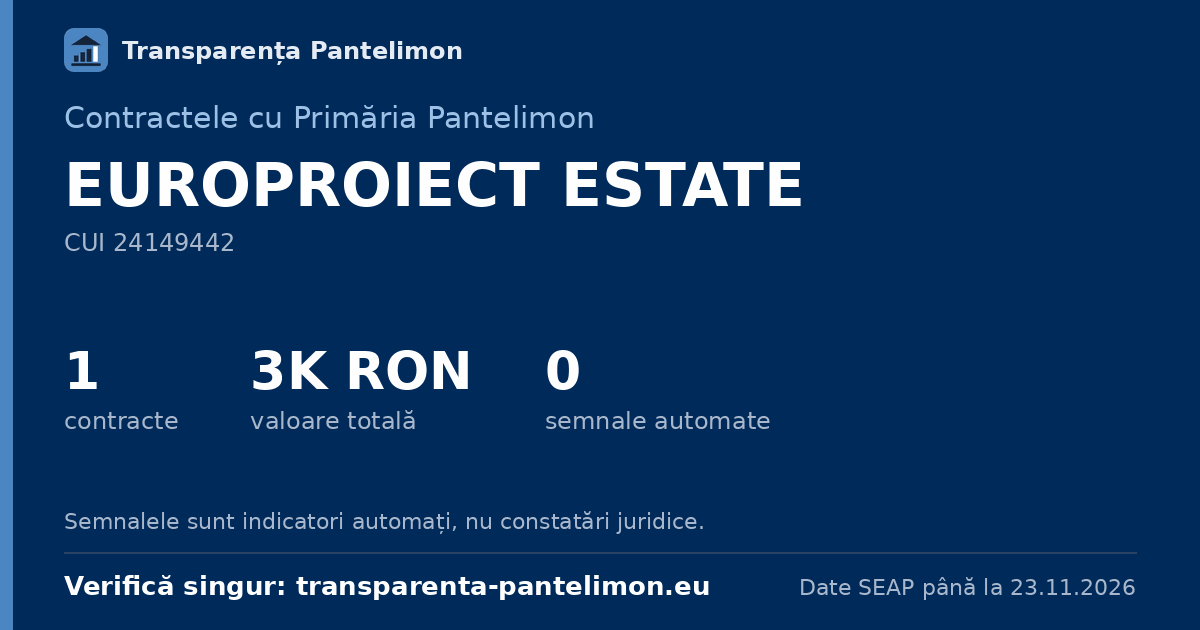 Transparența Pantelimon
Contractele cu Primăria Pantelimon
EUROPROIECT ESTATE
CUI 24149442
1
contracte
3K RON
valoare totală
0
semnale automate
Semnalele sunt indicatori automați, nu constatări juridice.
Verifică singur: transparenta-pantelimon.eu
Date SEAP până la 23.11.2026